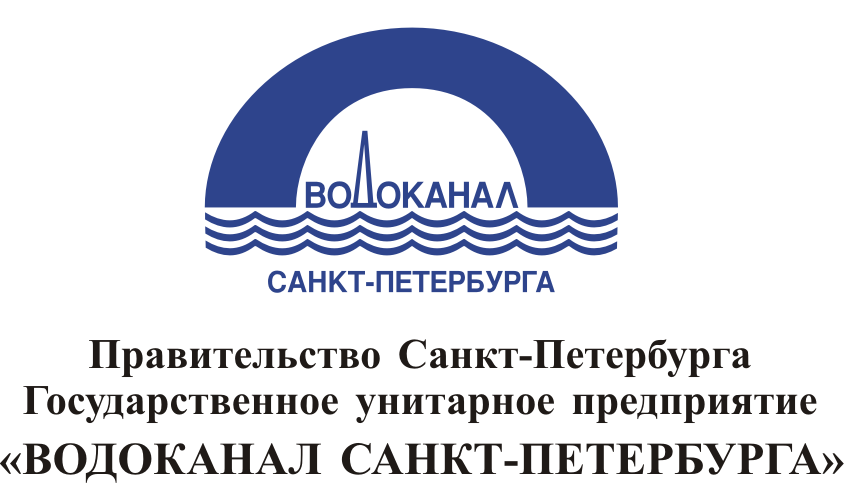 ВОДОКАНАЛ
САНКТ-ПЕТЕРБУРГА
Правительство Санкт-Петербурга
Государственное унитарное предприятие
«ВОДОКАНАЛ САНКТ-ПЕТЕРБУРГА»